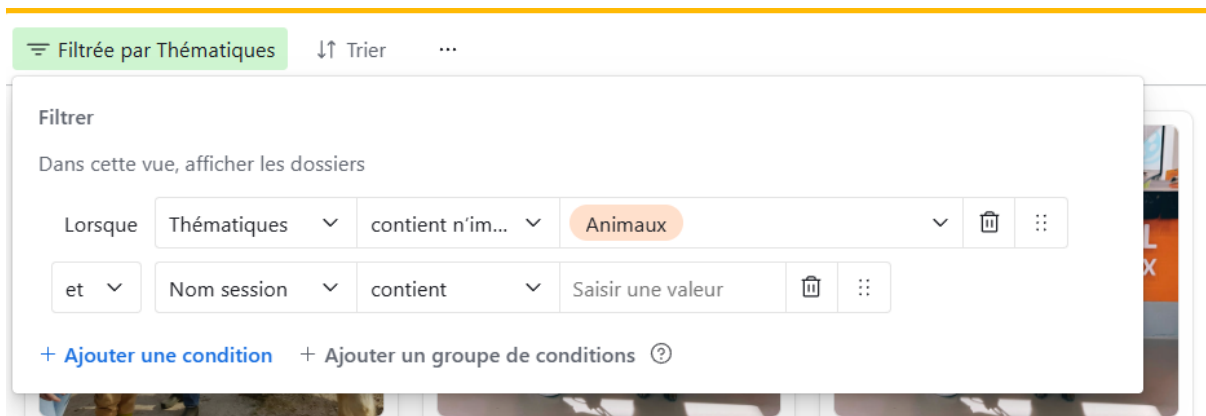 Filtrée par Thématiques Trier ...
Filtrer
Dans cette vue, afficher les dossiers
Lorsque Thématiques contient n'im... Animaux
et Nom session contient Saisir une valeur
+ Ajouter une condition + Ajouter un groupe de conditions ?
L
X